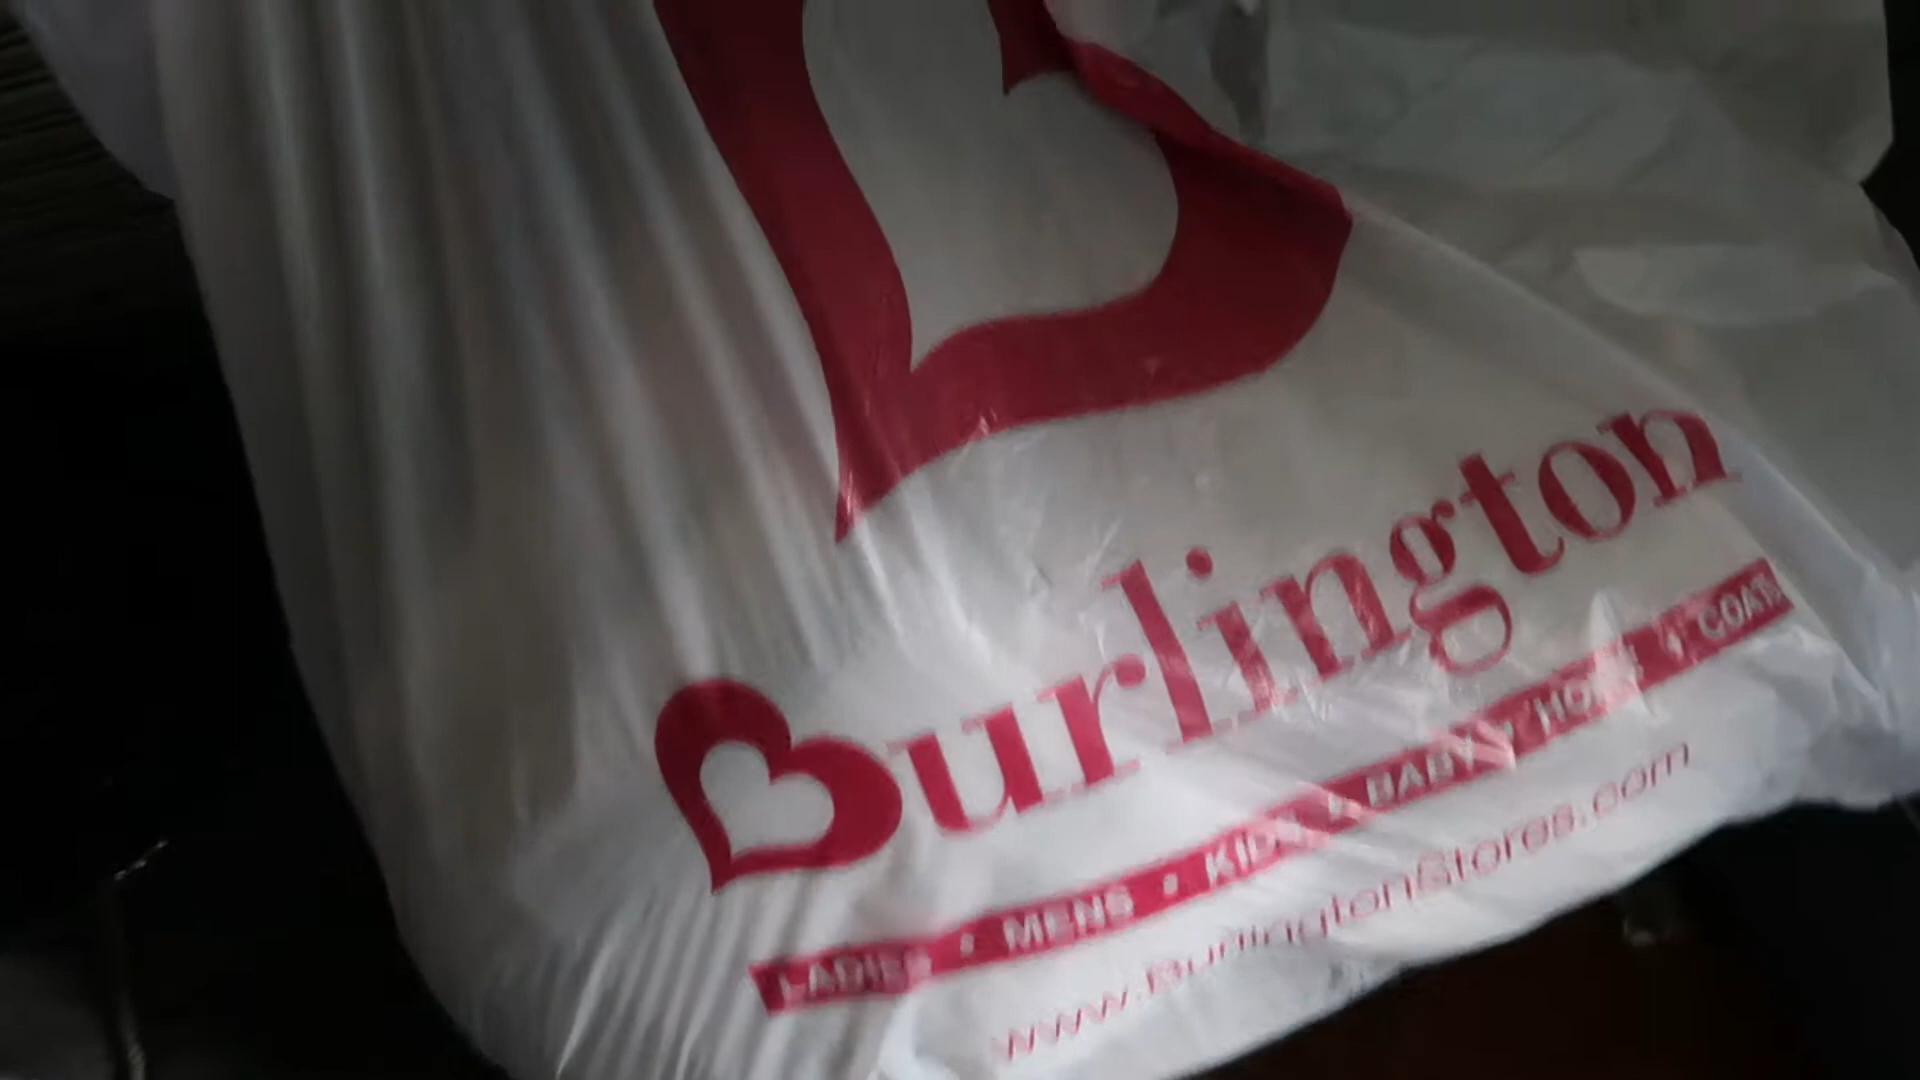 Burlington
LADIES • MENS • KIDS • BABY • HOME • COATS
www.BurlingtonStores.com